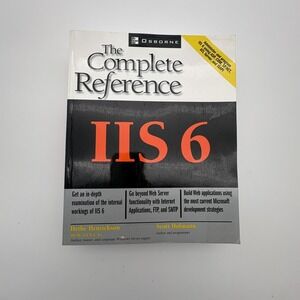 OSBORNE
The
Complete
Reference
IIS 6
Get an in-depth
examination of the internal
workings of IIS 6
Go beyond Web Server
functionality with Internet
Applications, FTP, and SMTP
Build Web applications using
the most current Microsoft
development strategies
Hethe Henrickson
Scott Hofmann